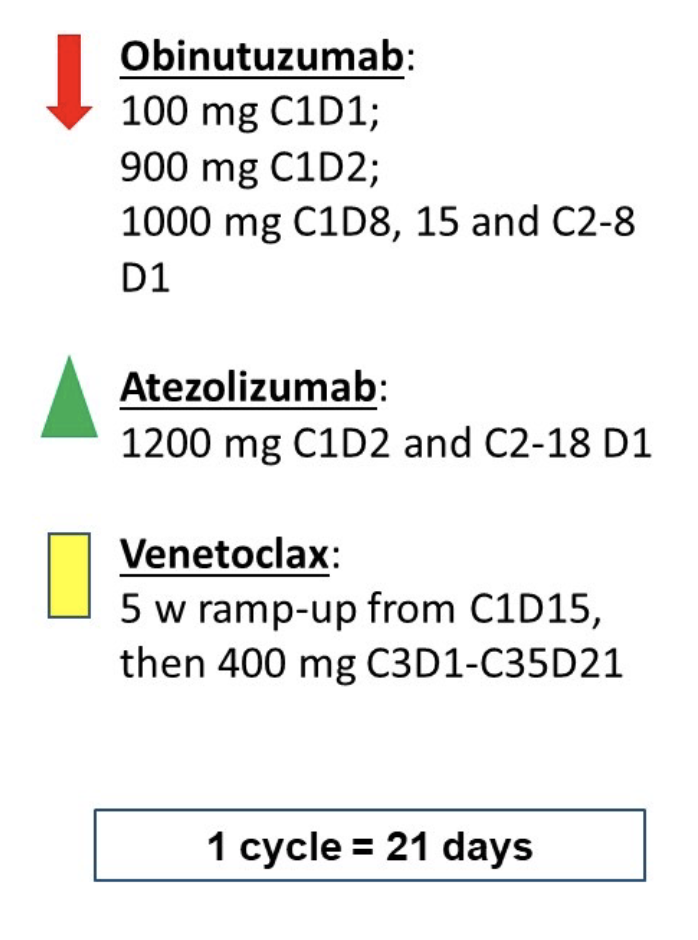 Obinutuzumab:
100 mg C1D1;
900 mg C1D2;
1000 mg C1D8, 15 and C2-8
D1
Atezolizumab:
1200 mg C1D2 and C2-18 D1
Venetoclax:
5 w ramp-up from C1D15,
then 400 mg C3D1-C35D21
1 cycle = 21 days